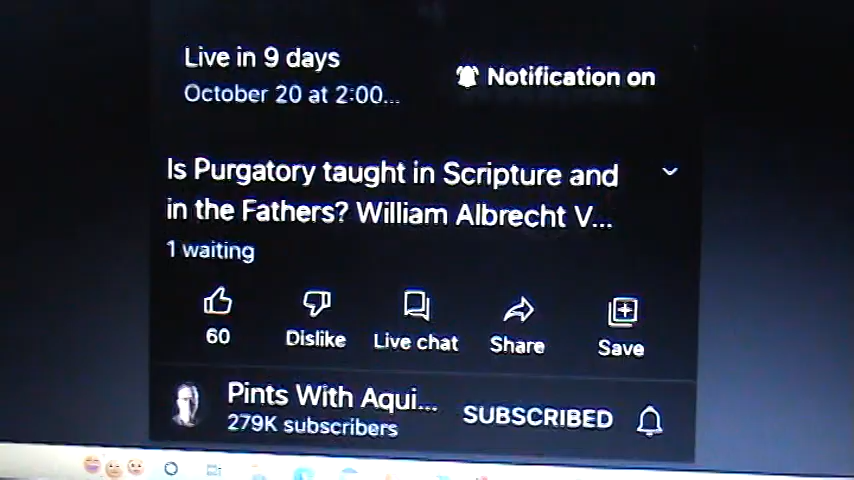 Live in 9 days
Notification on
October 20 at 2:00...
Is Purgatory taught in Scripture and
in the Fathers? William Albrecht V...
1 waiting
60
Dislike
Live chat
Share
Save
Pints With Aqui...
279K subscribers
SUBSCRIBED